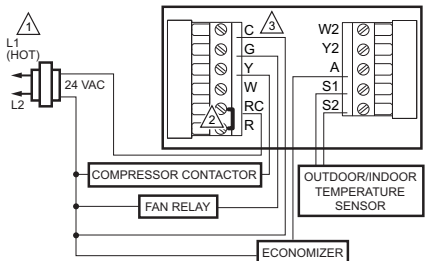 1
L1
(HOT)
L2
24 VAC
C
G
Y
W
RC
R
3
2
W2
Y2
A
S1
S2
COMPRESSOR CONTACTOR
FAN RELAY
OUTDOOR/INDOOR
TEMPERATURE
SENSOR
ECONOMIZER